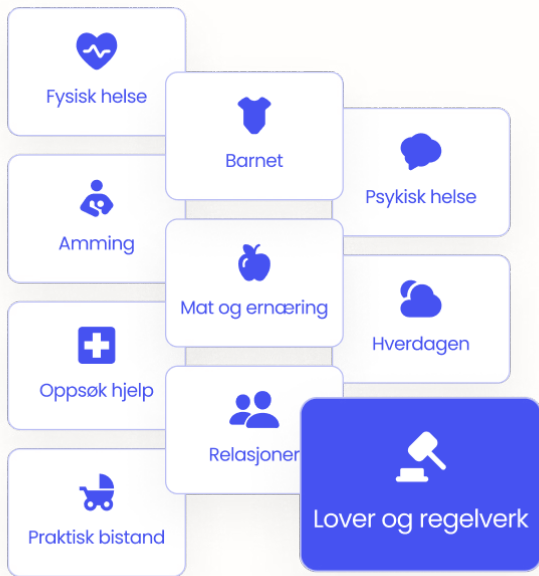 Fysisk helse
Barnet
Psykisk helse
Amming
Mat og ernæring
Hverdagen
Oppsøk hjelp
Relasjoner
Lover og regelverk
Praktisk bistand